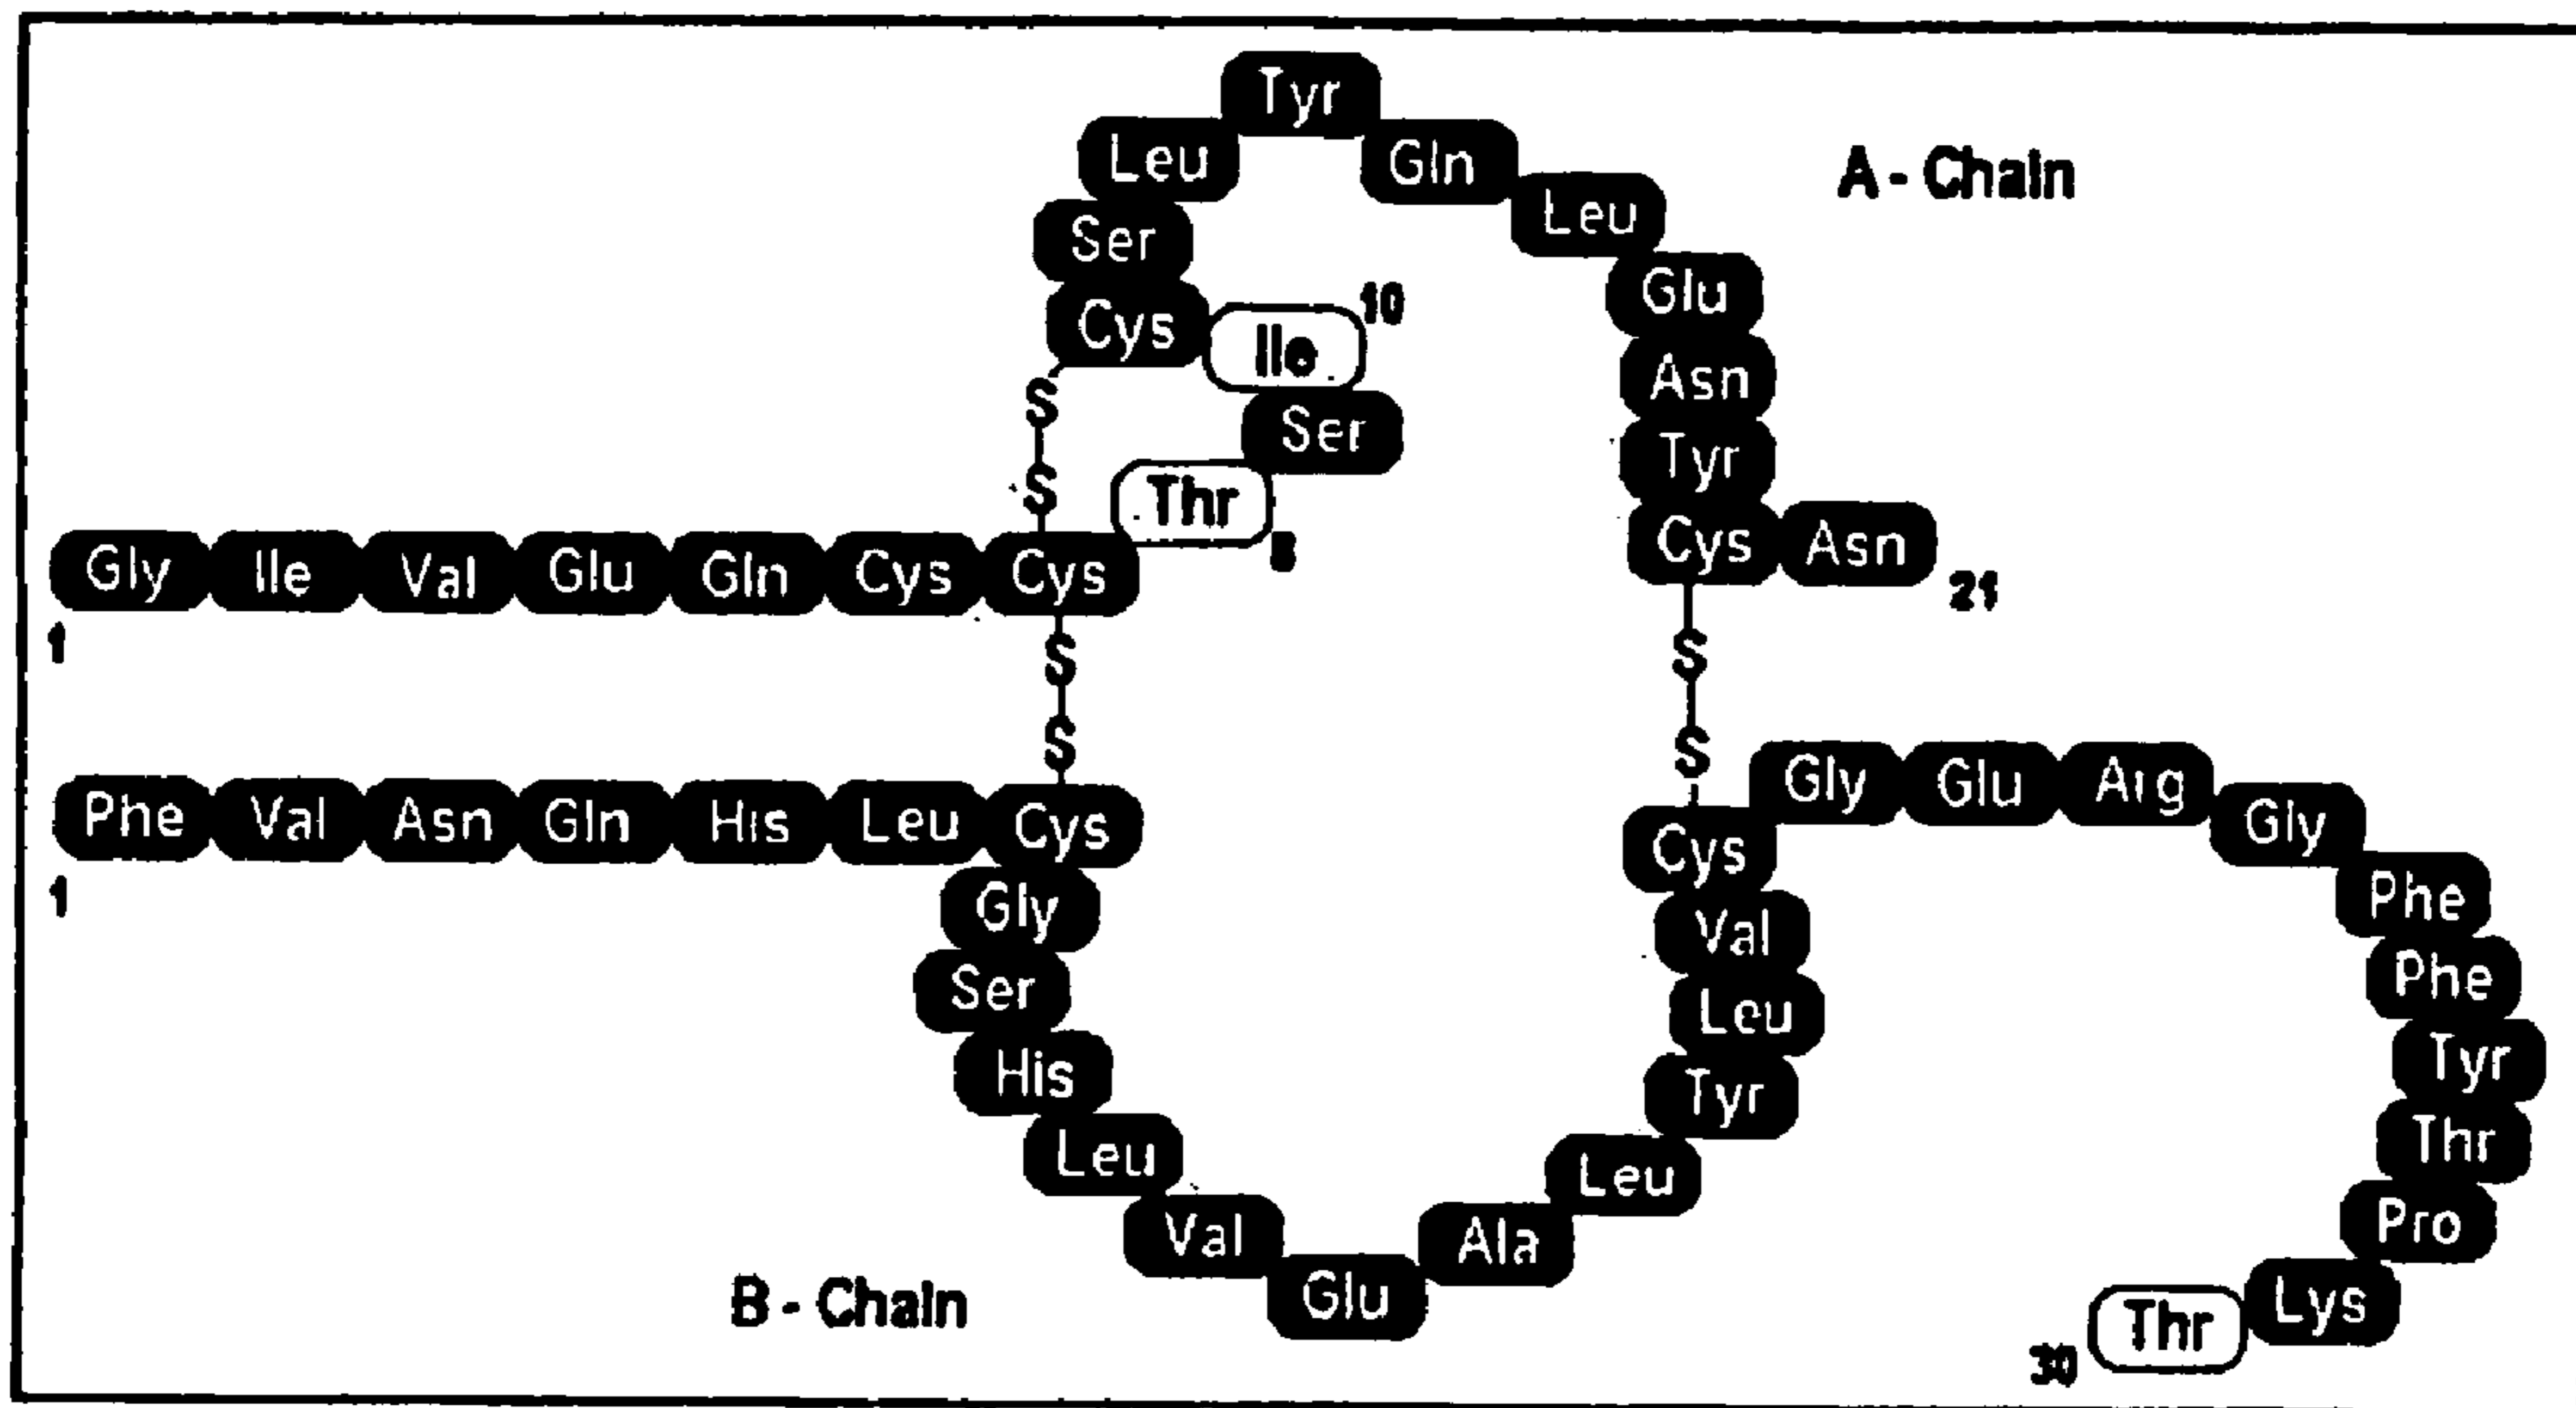 Tyr
Leu
Gln
A - Chain
Leu
Ser
Glu
Cys
Ile
10
Asn
S
Ser
Tyr
S
Thr
8
Cys
Asn
21
Gly Ile Val Glu Gln Cys Cys
1
S
S
S
S
Phe Val Asn Gln His Leu Cys
1
Cys
Gly Glu Arg Gly
Gly
Phe
Val
Ser
Phe
Leu
His
Tyr
Tyr
Leu
Thr
Leu
Val
Ala
Pro
Glu
B - Chain
Lys
Thr
30